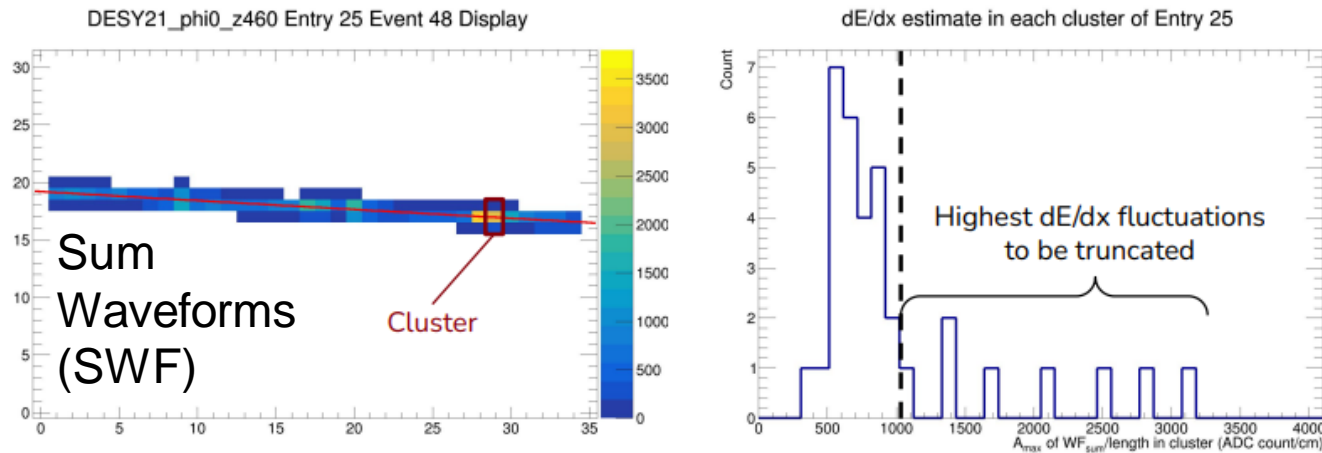 DESY21_phi0_z460 Entry 25 Event 48 Display
30
25
20
15
10
5
0
0 5 10 15 20 25 30 35
3500
3000
2500
2000
1500
1000
500
0
Sum
Waveforms
(SWF)
Cluster
dE/dx estimate in each cluster of Entry 25
Count
7
6
5
4
3
2
1
0
0 500 1000 1500 2000 2500 3000 3500 4000
Highest dE/dx fluctuations
to be truncated
A_max of WF_sum/length in cluster (ADC count/cm)